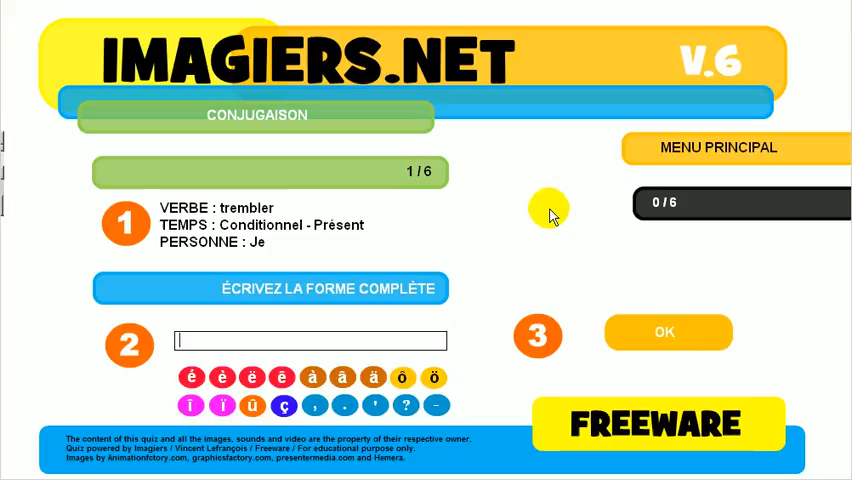 IMAGIERS.NET
V.6
CONJUGAISON
MENU PRINCIPAL
1 / 6
0 / 6
1
VERBE : trembler
TEMPS : Conditionnel - Présent
PERSONNE : Je
ÉCRIVEZ LA FORME COMPLÈTE
2
3
OK
é è ë ê à â ä ô ö
î ï û ç , . ' ? -
FREEWARE
The content of this quiz and all the images, sounds and video are the property of their respective owner.
Quiz powered by Imagiers / Vincent Lefrançois / Freeware / For educational purpose only.
Images by Animationfctory.com, graphicsfactory.com, presentermedia.com and Hemera.